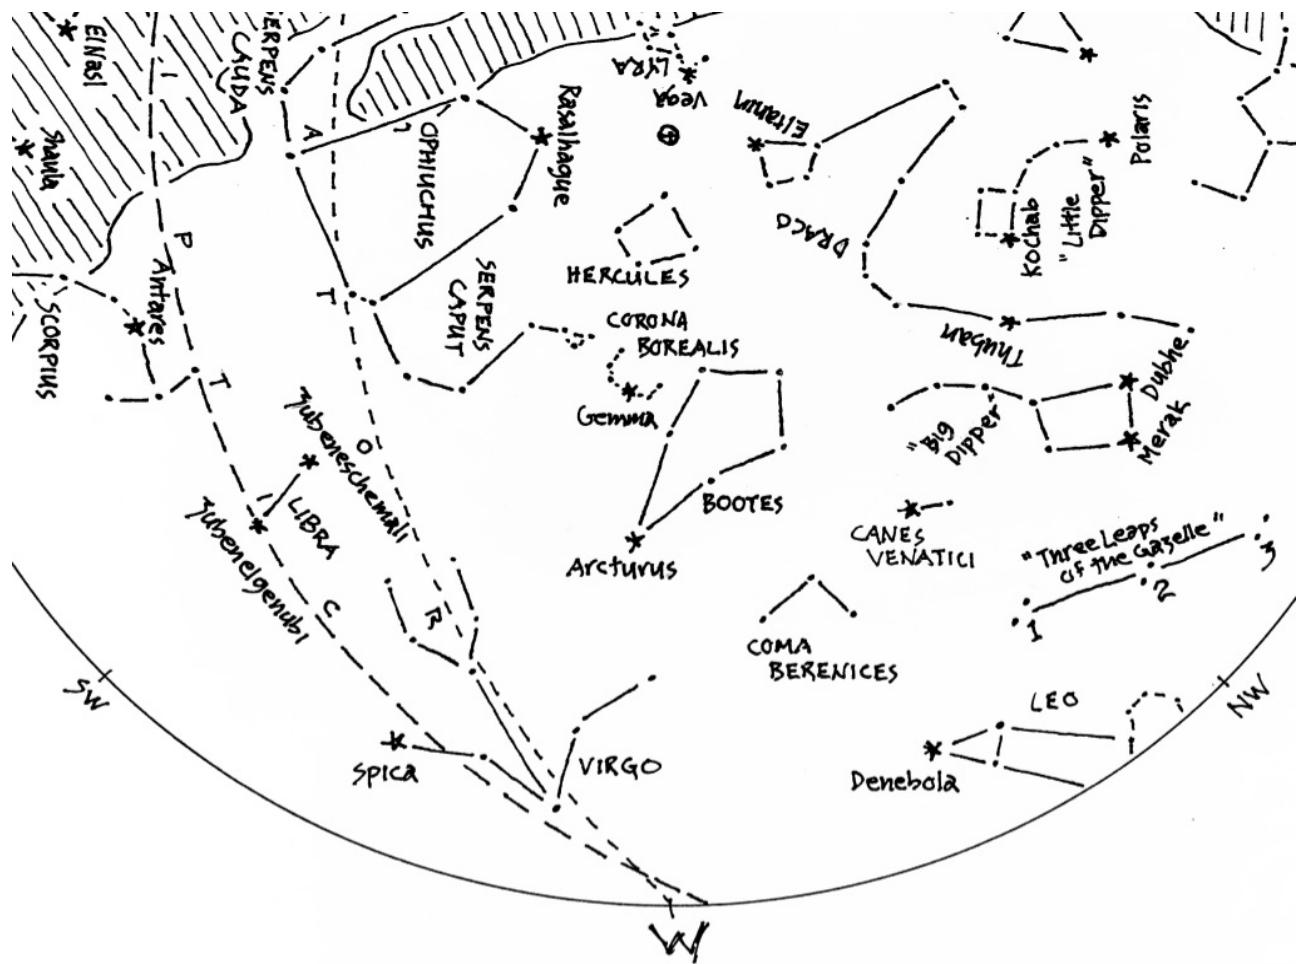 ElNasl
SERPENS
CAUDA
"LYRA"
Vega
Eltanin
Polaris
Shaula
A
OPHIUCHUS
Rasalhague
DRACO
Kochab
"Little
Dipper"
P
Antares
SCORPIUS
T
HERCULES
SERPENS
CAPUT
CORONA
BOREALIS
Gemma
Thuban
Dubhe
Merak
"Big
Dipper"
T
O
Zubeneschemali
LIBRA
Zubenelgenubi
BOOTES
Arcturus
CANES
VENATICI
"Three Leaps
of the Gazelle"
1
2
3
C
R
COMA
BERENICES
SW
NW
LEO
Spica
VIRGO
Denebola
W